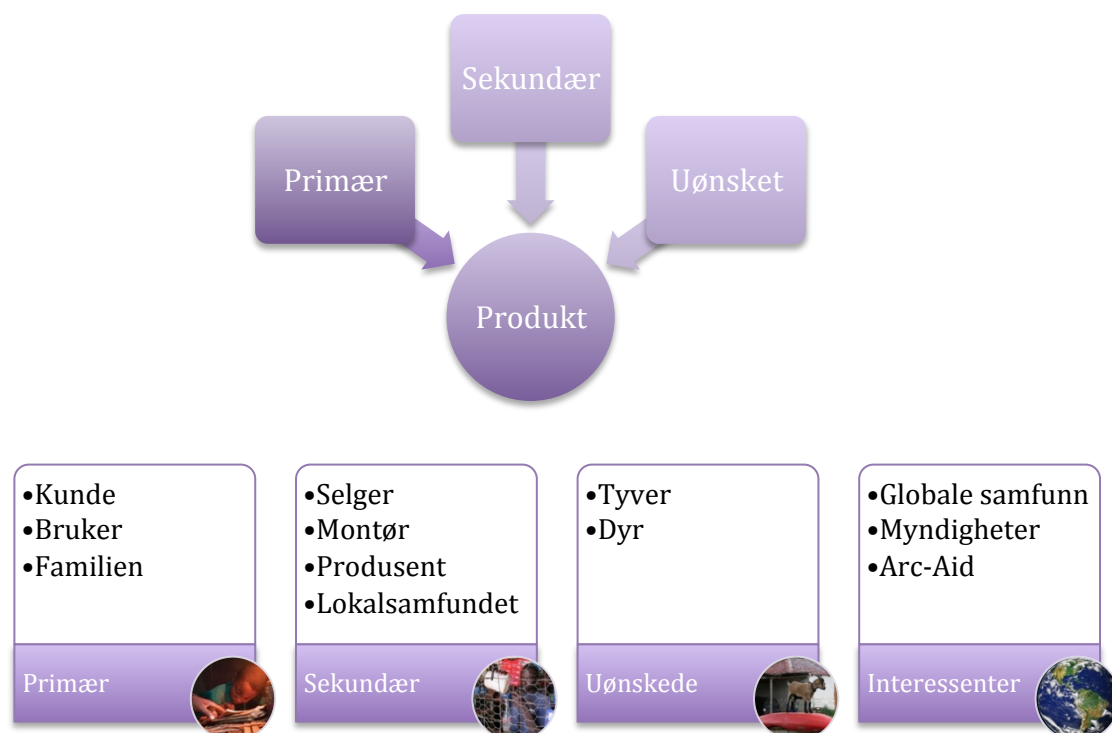 Sekundær
Primær
Uønsket
Produkt
•Kunde
•Bruker
•Familien
Primær
•Selger
•Montør
•Produsent
•Lokalsamfundet
Sekundær
•Tyver
•Dyr
Uønskede
•Globale samfunn
•Myndigheter
•Arc-Aid
Interessenter